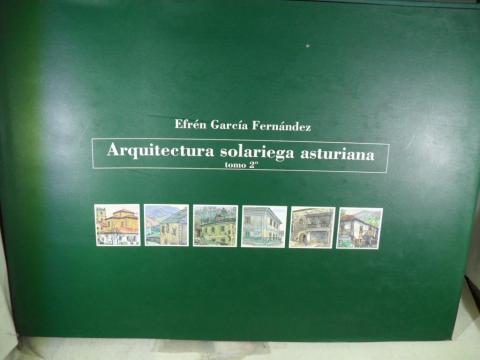 Efrén García Fernández
Arquitectura solariega asturiana
tomo 2º